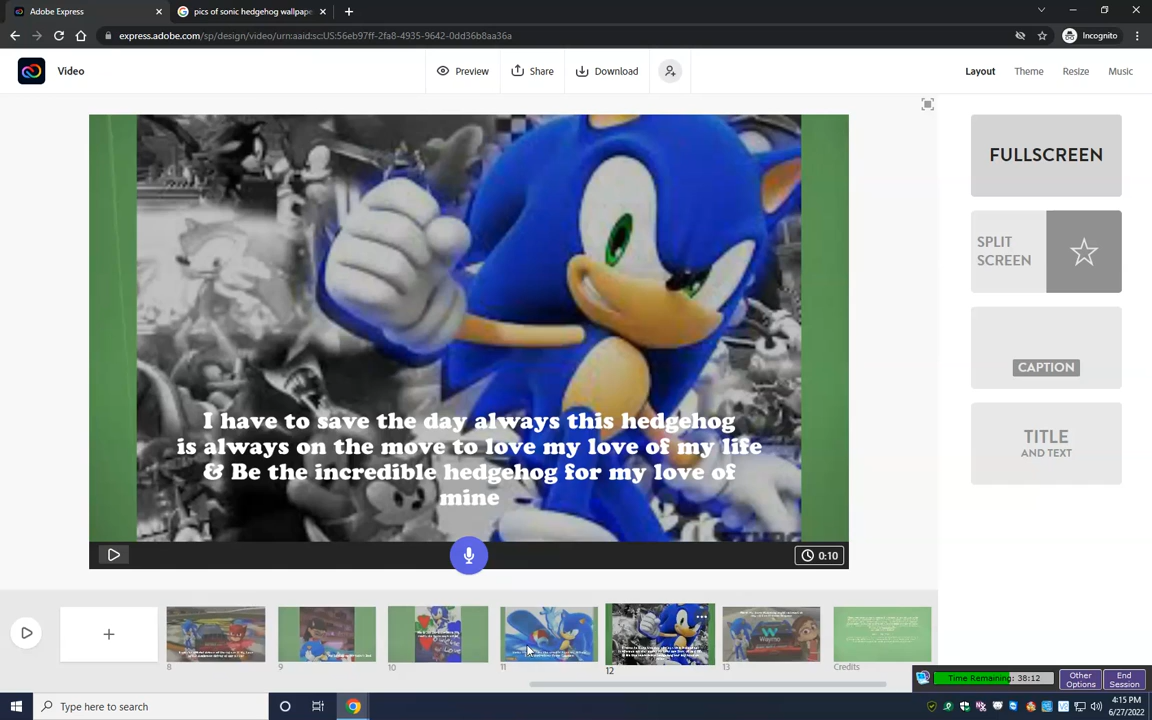 Adobe Express
pics of sonic hedgehog wallpape
express.adobe.com/sp/design/video/urn:aaid:sc:US:56eb97ff-2fa8-4935-9642-0dd36b8aa36a
Incognito
Video
Preview
Share
Download
Layout
Theme
Resize
Music
FULLSCREEN
SPLIT
SCREEN
CAPTION
TITLE
AND TEXT
I have to save the day always this hedgehog
is always on the move to love my love of my life
& Be the incredible hedgehog for my love of
mine
0:10
8
9
10
11
12
13
Credits
Waymo
Time Remaining: 38:12
Other
Options
End
Session
Type here to search
4:15 PM
6/27/2022